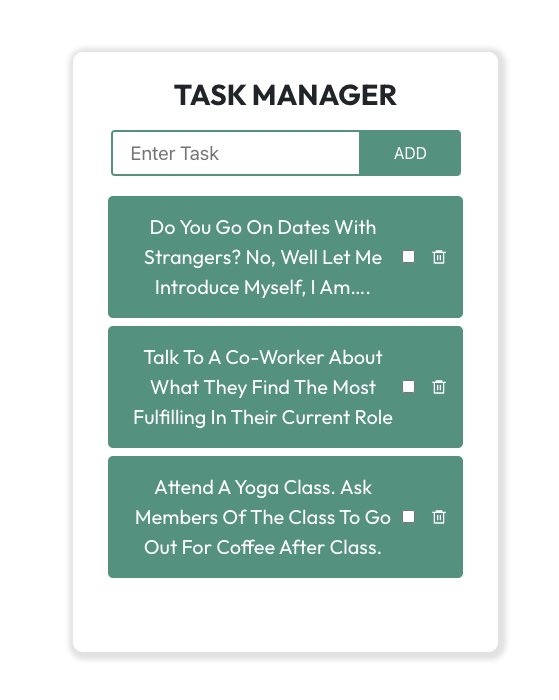 TASK MANAGER
Enter Task
ADD
Do You Go On Dates With
Strangers? No, Well Let Me
Introduce Myself, I Am....
Talk To A Co-Worker About
What They Find The Most
Fulfilling In Their Current Role
Attend A Yoga Class. Ask
Members Of The Class To Go
Out For Coffee After Class.